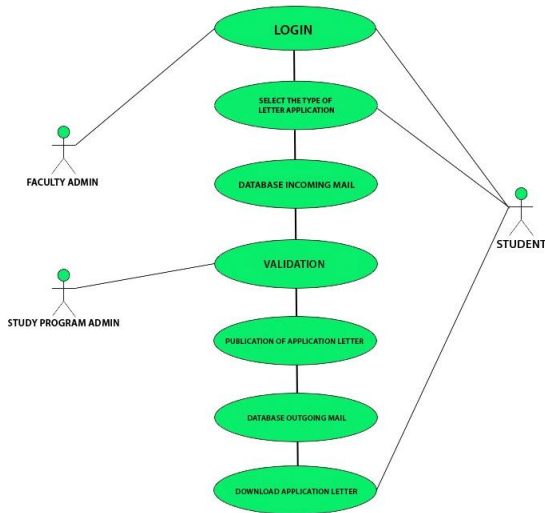 LOGIN
SELECT THE TYPE OF
LETTER APPLICATION
FACULTY ADMIN
DATABASE INCOMING MAIL
STUDENT
VALIDATION
STUDY PROGRAM ADMIN
PUBLICATION OF APPLICATION LETTER
DATABASE OUTGOING MAIL
DOWNLOAD APPLICATION LETTER